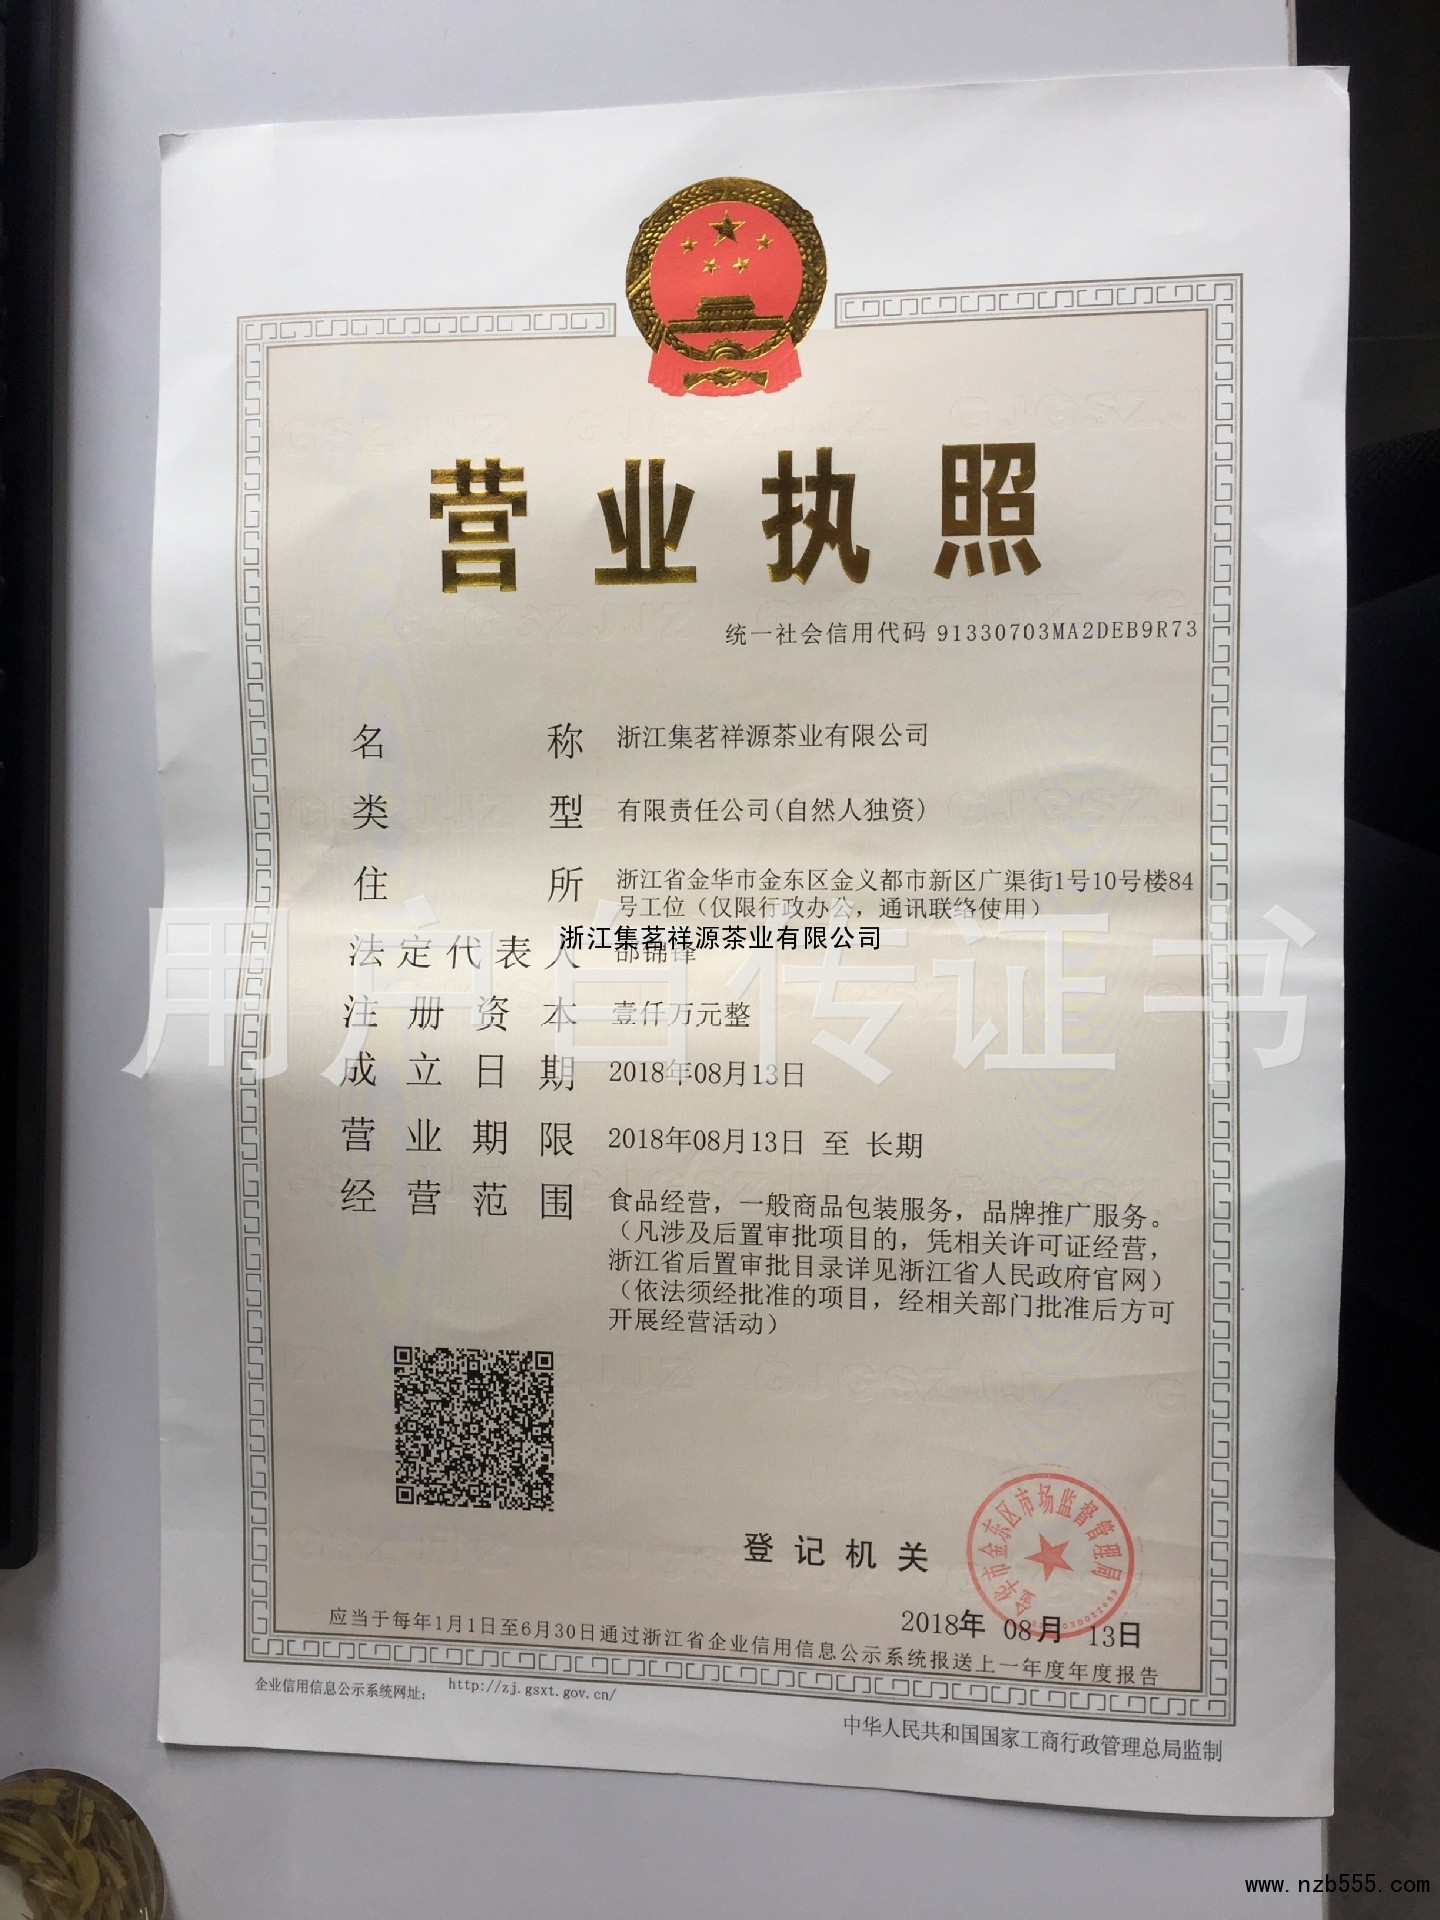 营业执照
统一社会信用代码 91330703MA2DEB9R73
名称 浙江集茗祥源茶业有限公司
类型 有限责任公司(自然人独资)
住所 浙江省金华市金东区金义都市新区广渠街1号10号楼84
号工位（仅限行政办公，通讯联络使用）
浙江集茗祥源茶业有限公司
法定代表人 邵锦锋
用户自传证书
注册资本 壹仟万元整
成立日期 2018年08月13日
营业期限 2018年08月13日 至 长期
经营范围 食品经营，一般商品包装服务，品牌推广服务。
（凡涉及后置审批项目的，凭相关许可证经营，
浙江省后置审批目录详见浙江省人民政府官网）
（依法须经批准的项目，经相关部门批准后方可
开展经营活动）
登记机关
金华市金东区市场监督管理局
2018年 08月 13日
应当于每年1月1日至6月30日通过浙江省企业信用信息公示系统报送上一年度年度报告
企业信用信息公示系统网址： http://zj.gsxt.gov.cn/
中华人民共和国国家工商行政管理总局监制
www.nzb555.com